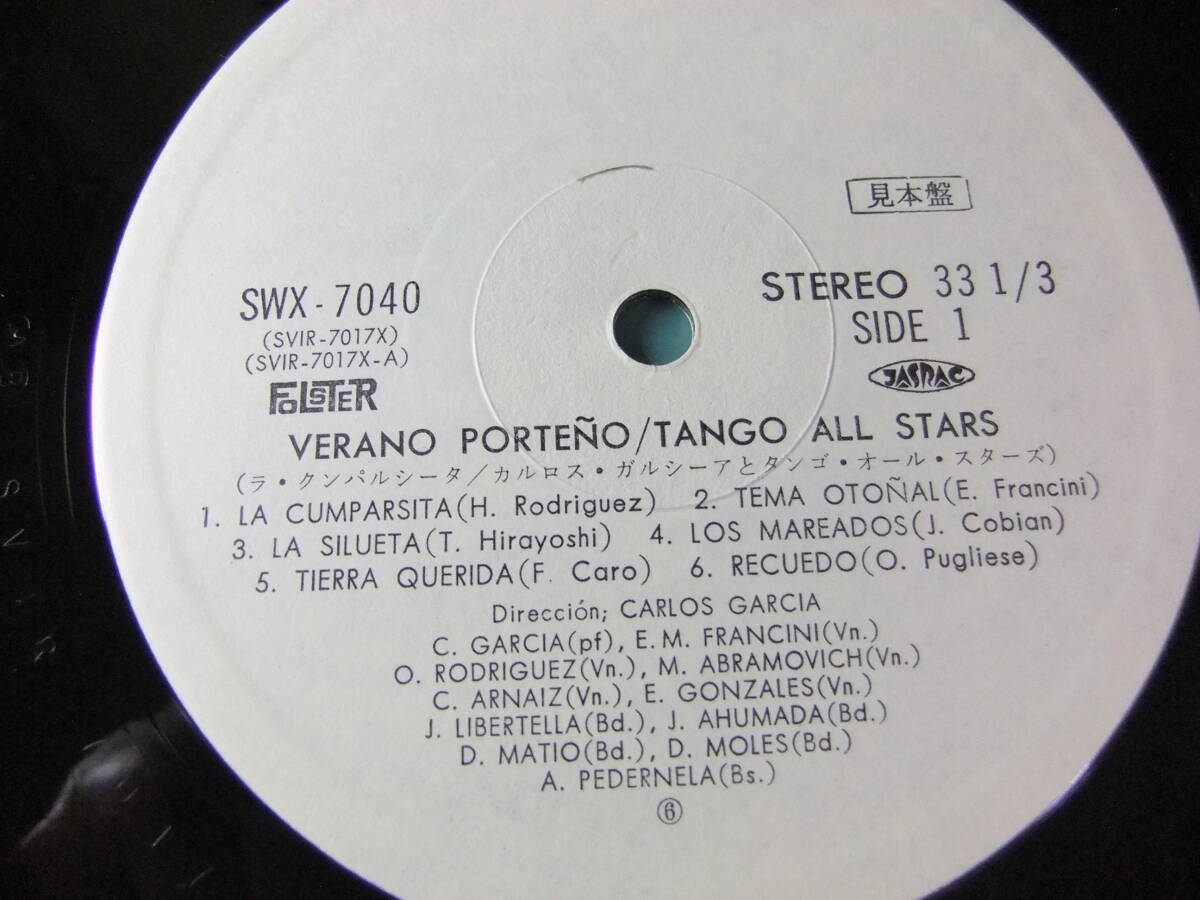 見本盤
SWX-7040
(SVIR-7017X)
(SVIR-7017X-A)
FOLSTER
STEREO 33 1/3
SIDE 1
JASRAC
VERANO PORTEÑO/TANGO ALL STARS
(ラ・クンパルシータ/カルロス・ガルシーアとタンゴ・オール・スターズ)
1. LA CUMPARSITA(H. Rodriguez) 2. TEMA OTOÑAL(E. Francini)
3. LA SILUETA(T. Hirayoshi) 4. LOS MAREADOS(J. Cobian)
5. TIERRA QUERIDA(F. Caro) 6. RECUEDO(O. Pugliese)
Dirección; CARLOS GARCIA
C. GARCIA(pf), E.M. FRANCINI(Vn.)
O. RODRIGUEZ(Vn.), M. ABRAMOVICH(Vn.)
C. ARNAIZ(Vn.), E. GONZALES(Vn.)
J. LIBERTELLA(Bd.), J. AHUMADA(Bd.)
D. MATIO(Bd.), D. MOLES(Bd.)
A. PEDERNELA(Bs.)
⑥